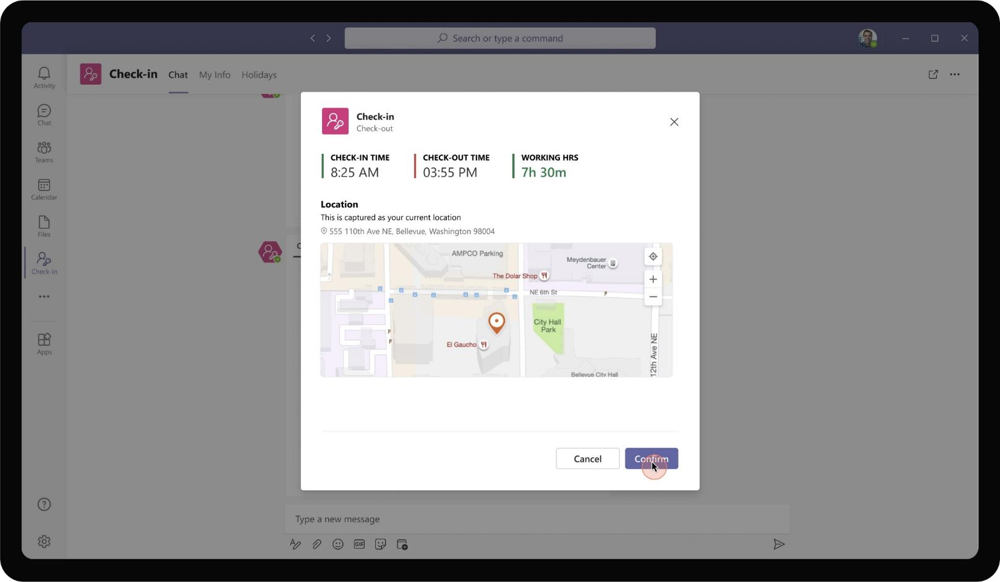 Search or type a command
Activity
Chat
Teams
Calendar
Files
Check-in
Apps
Check-in
Chat
My Info
Holidays
Check-in
Check-out
CHECK-IN TIME
8:25 AM
CHECK-OUT TIME
03:55 PM
WORKING HRS
7h 30m
Location
This is captured as your current location
555 110th Ave NE, Bellevue, Washington 98004
AMPCO Parking
Meydenbauer
Center
The Dolar Shop
NE 6th St
P
City Hall
Park
P
P
El Gaucho
12th Ave NE
Bellevue City Hall
Cancel
Confirm
Type a new message
GIF